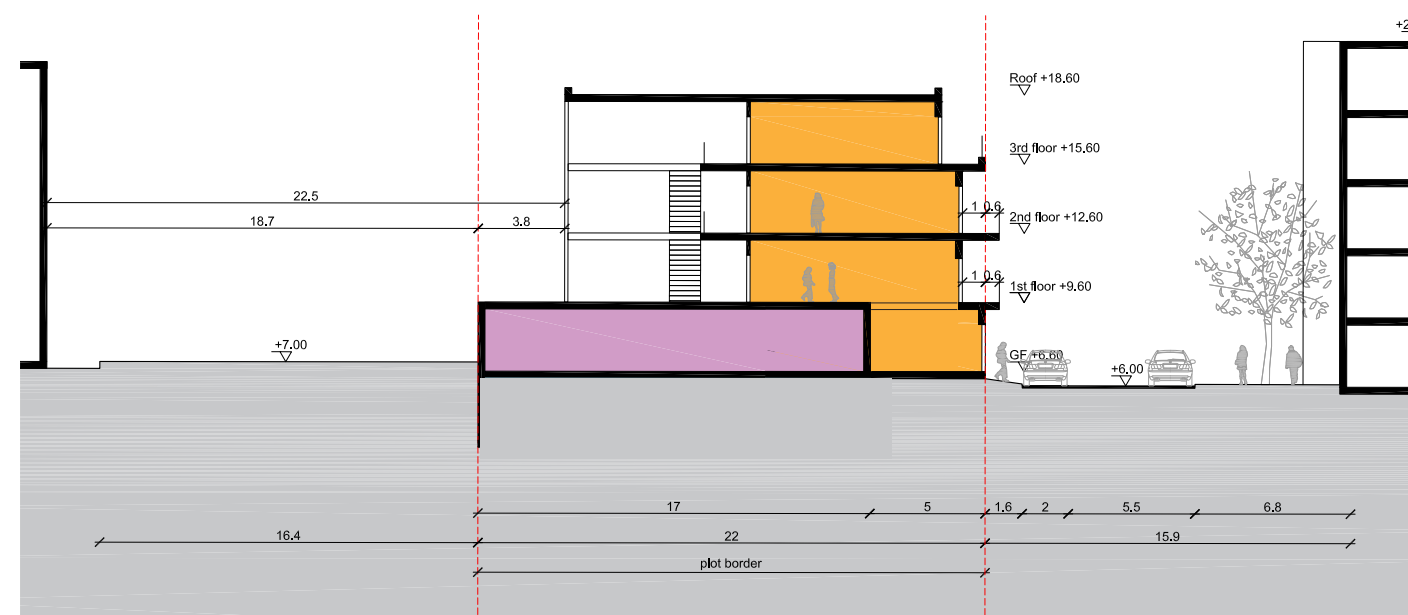 +2
Roof +18.60
3rd floor +15.60
22.5
1 0.6
18.7
3.8
2nd floor +12.60
1 0.6
1st floor +9.60
+7.00
GF +6.60
+6.00
17
5
1.6
2
5.5
6.8
16.4
22
15.9
plot border